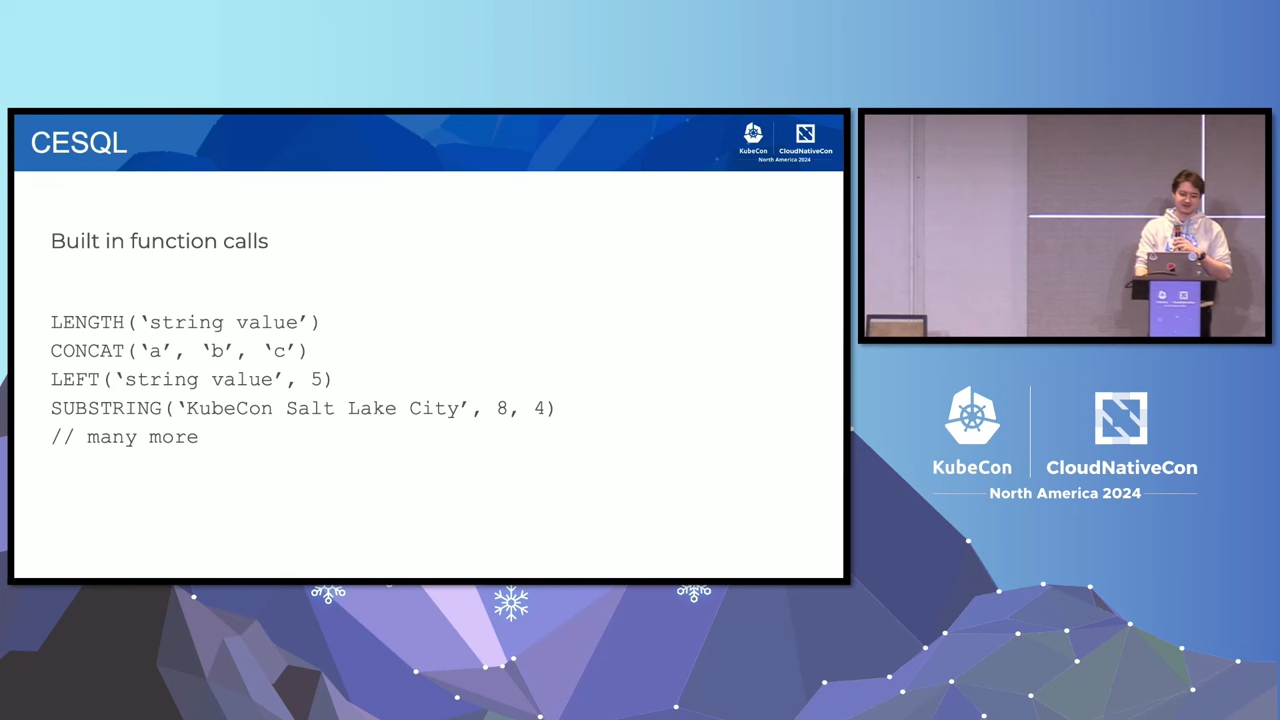 CESQL
KubeCon
CloudNativeCon
North America 2024
Built in function calls
LENGTH(‘string value’)
CONCAT(‘a’, ‘b’, ‘c’)
LEFT(‘string value’, 5)
SUBSTRING(‘KubeCon Salt Lake City’, 8, 4)
// many more
KubeCon
CloudNativeCon
North America 2024